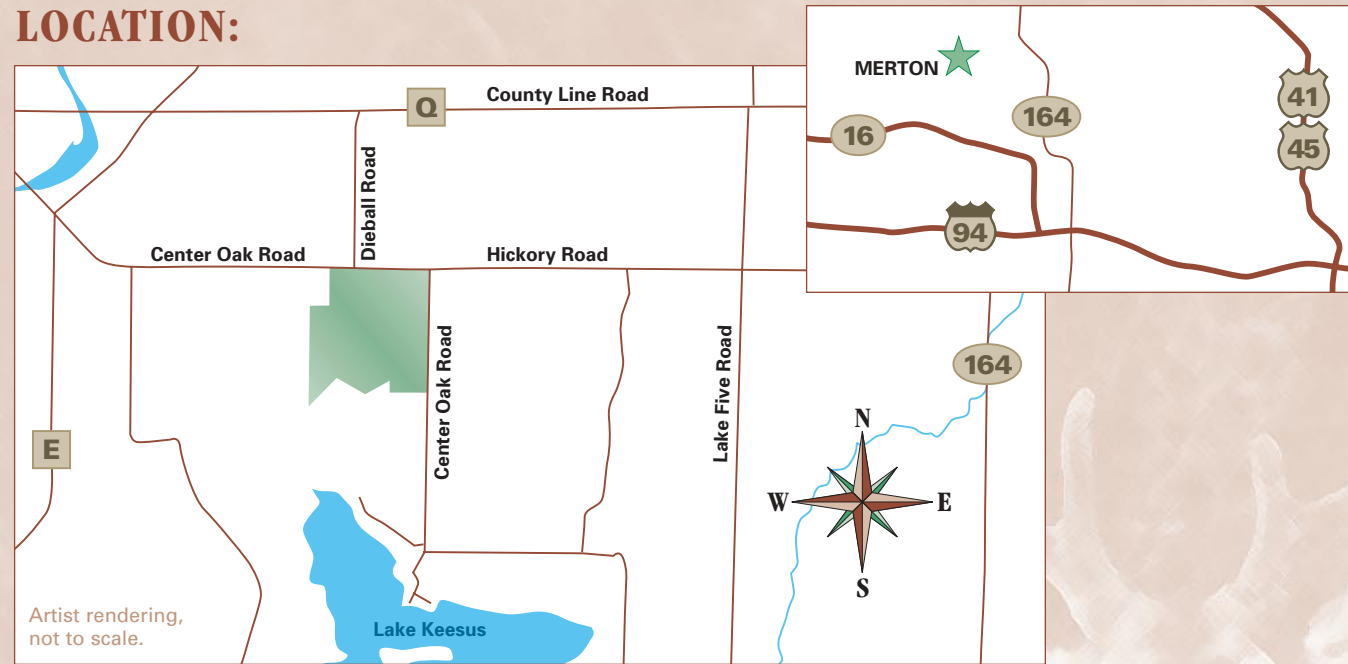 LOCATION:
MERTON
16
164
41
45
94
Q
County Line Road
Dieball Road
Center Oak Road
Hickory Road
Center Oak Road
Lake Five Road
164
E
N
W
E
S
Lake Keesus
Artist rendering,
not to scale.